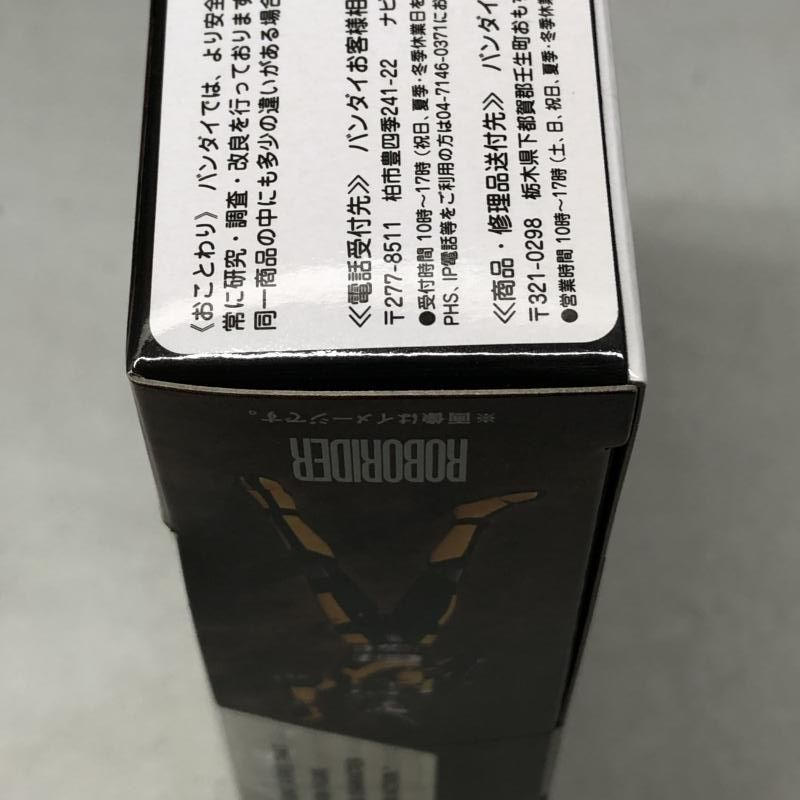 《おことわり》 バンダイでは、より安全
常に研究・調査・改良を行っております
同一商品の中にも多少の違いがある場合
《電話受付先》 バンダイお客様相
〒277-8511 柏市豊四季241-22 ナビ
●受付時間 10時〜17時 (祝日、夏季・冬季休業日を
PHS、IP電話等をご利用の方は04-7146-0371にお
《商品・修理品送付先》 バンダイ
〒321-0298 栃木県下都賀郡壬生町おもち
●営業時間 10時〜17時 (土、日、祝日、夏季・冬季休業
※画像はイメージです。
ROBORIDER